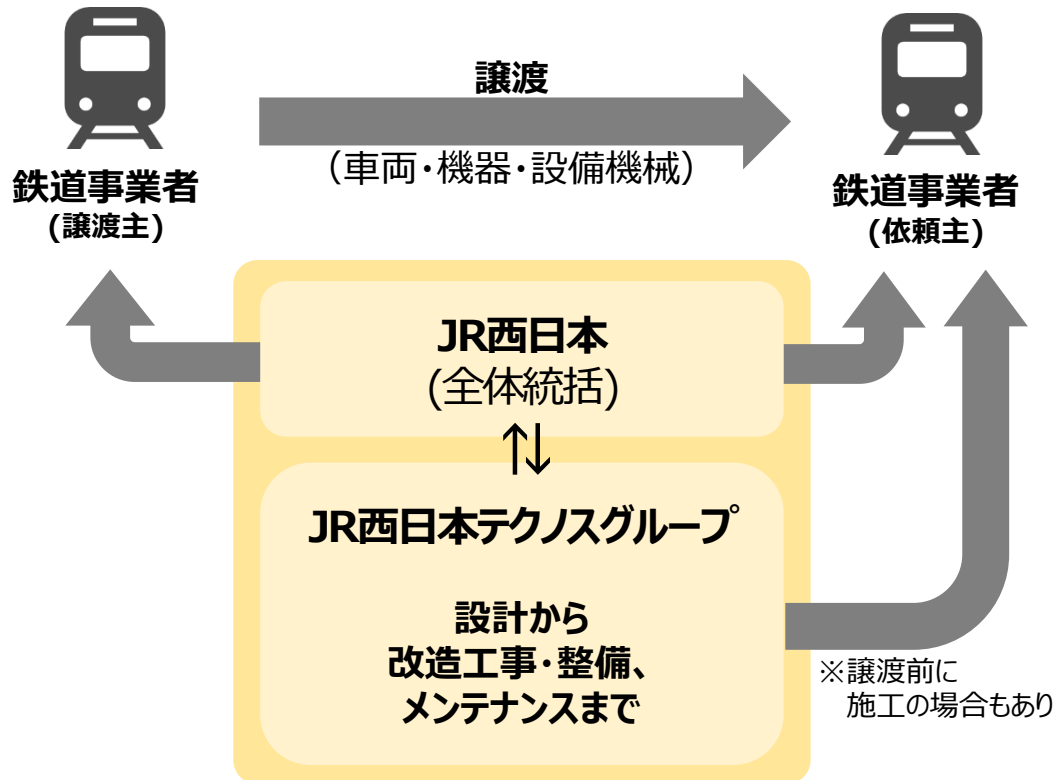 譲渡
(車両・機器・設備機械)
鉄道事業者
(譲渡主)
鉄道事業者
(依頼主)
JR西日本
(全体統括)
↑↓
JR西日本テクノスグループ
設計から
改造工事・整備、
メンテナンスまで
※譲渡前に
施工の場合もあり